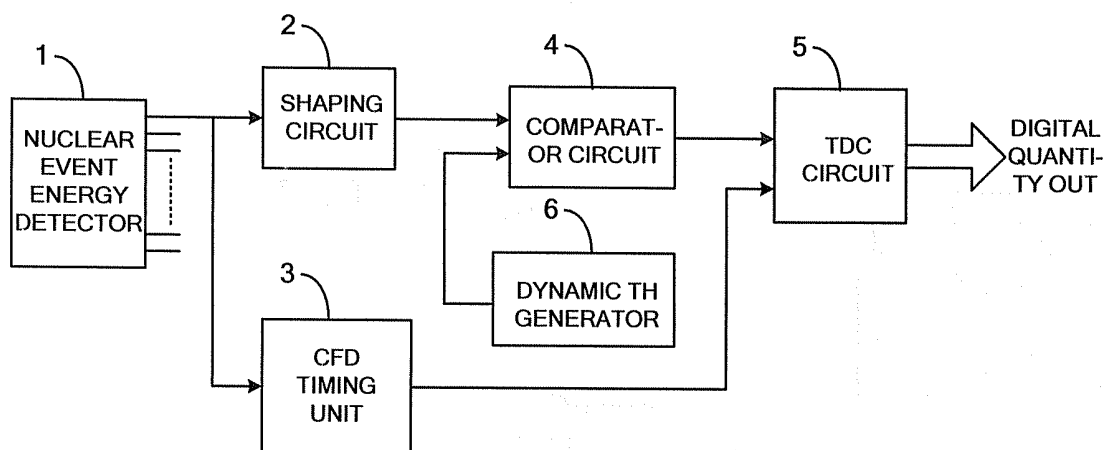 1
NUCLEAR
EVENT
ENERGY
DETECTOR
2
SHAPING
CIRCUIT
3
CFD
TIMING
UNIT
4
COMPARAT-
OR CIRCUIT
6
DYNAMIC TH
GENERATOR
5
TDC
CIRCUIT
DIGITAL
QUANTI-
TY OUT